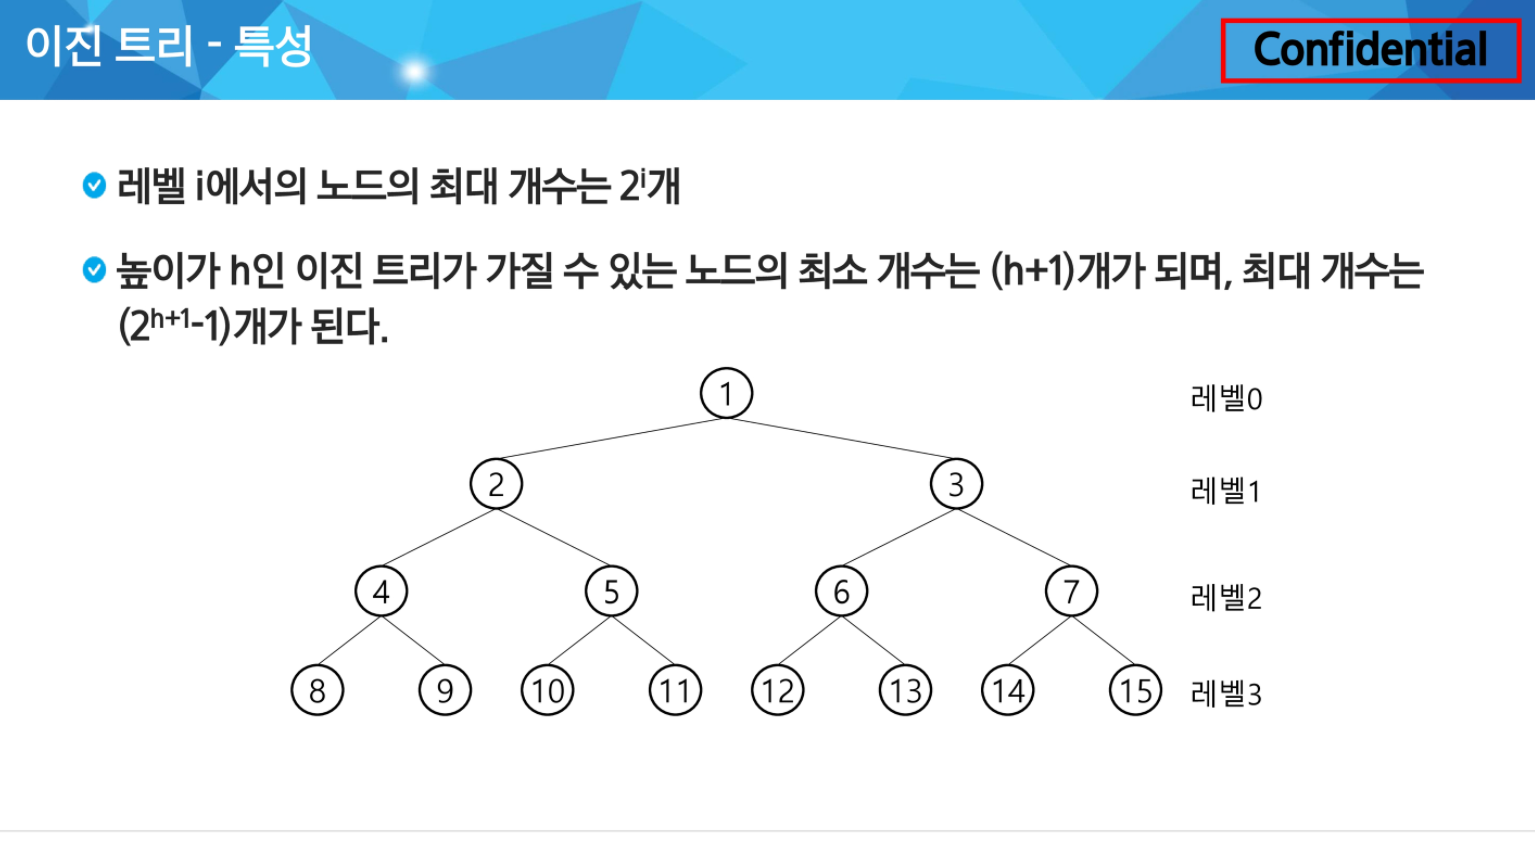 이진 트리 - 특성
Confidential
레벨 i에서의 노드의 최대 개수는 2ⁱ개
높이가 h인 이진 트리가 가질 수 있는 노드의 최소 개수는 (h+1)개가 되며, 최대 개수는
(2ʰ⁺¹-1)개가 된다.
1 레벨0
2 3 레벨1
4 5 6 7 레벨2
8 9 10 11 12 13 14 15 레벨3